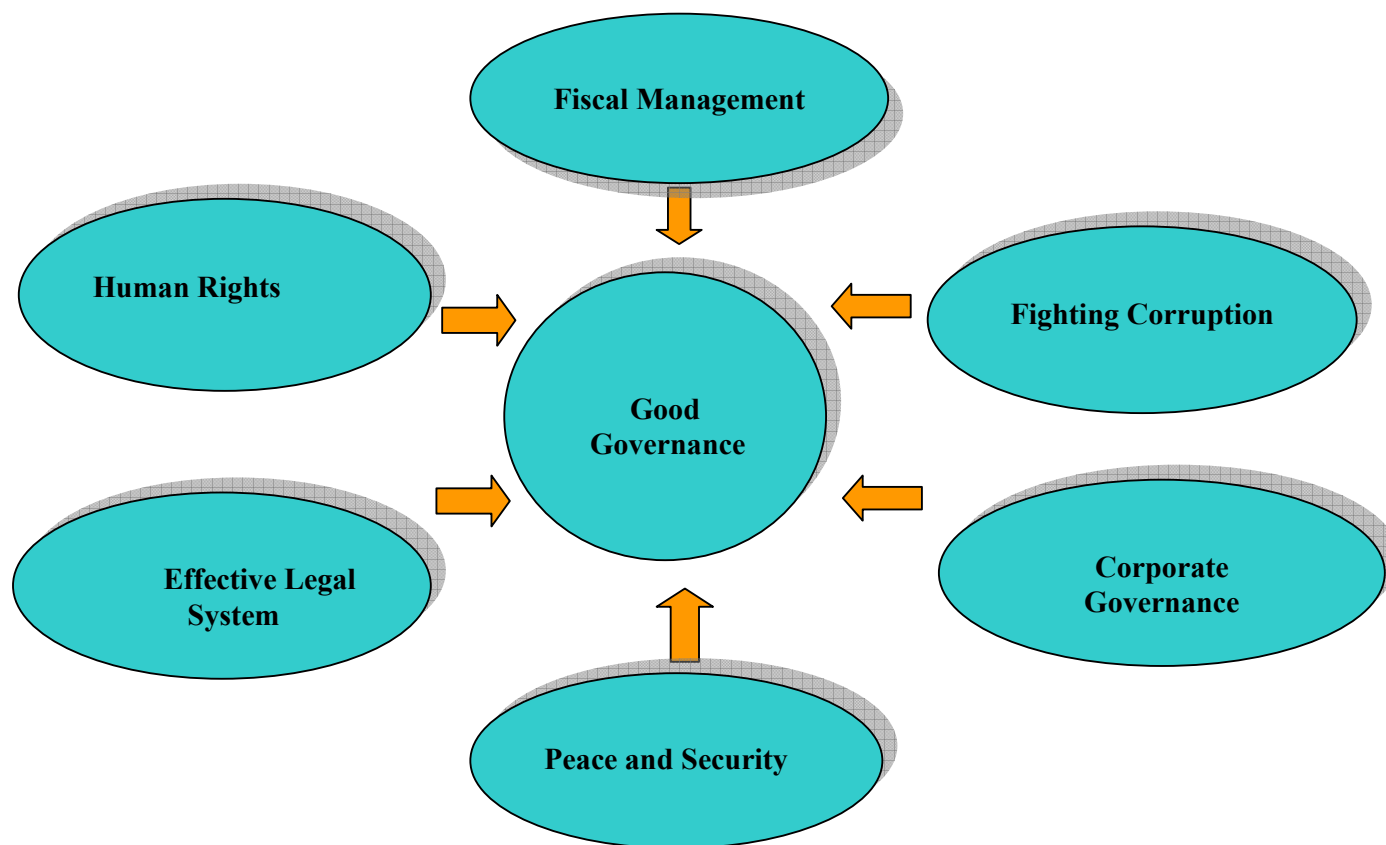 Fiscal Management
Human Rights
Fighting Corruption
Good
Governance
Effective Legal
System
Corporate
Governance
Peace and Security